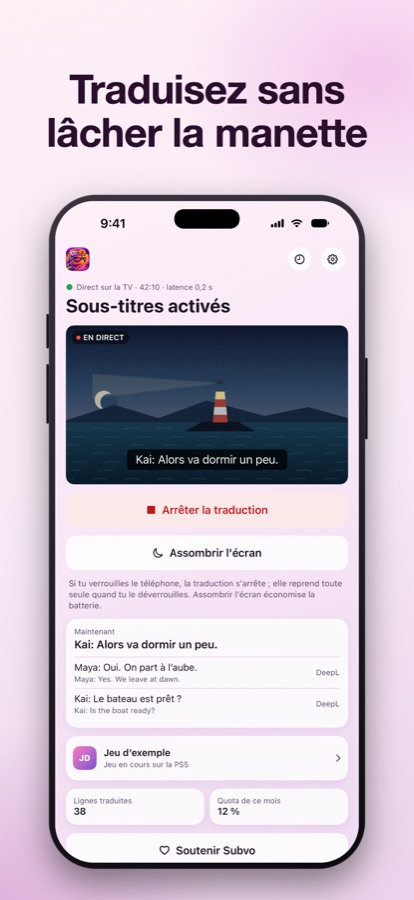 Traduisez sans
lâcher la manette
9:41
Direct sur la TV · 42:10 · latence 0,2 s
Sous-titres activés
EN DIRECT
Kai: Alors va dormir un peu.
Arrêter la traduction
Assombrir l'écran
Si tu verrouilles le téléphone, la traduction s'arrête ; elle reprend toute
seule quand tu le déverrouilles. Assombrir l'écran économise la
batterie.
Maintenant
Kai: Alors va dormir un peu.
Maya: Oui. On part à l'aube.
Maya: Yes. We leave at dawn.
DeepL
Kai: Le bateau est prêt ?
Kai: Is the boat ready?
DeepL
JD
Jeu d'exemple
Jeu en cours sur la PS5
Lignes traduites
38
Quota de ce mois
12 %
Soutenir Subvo